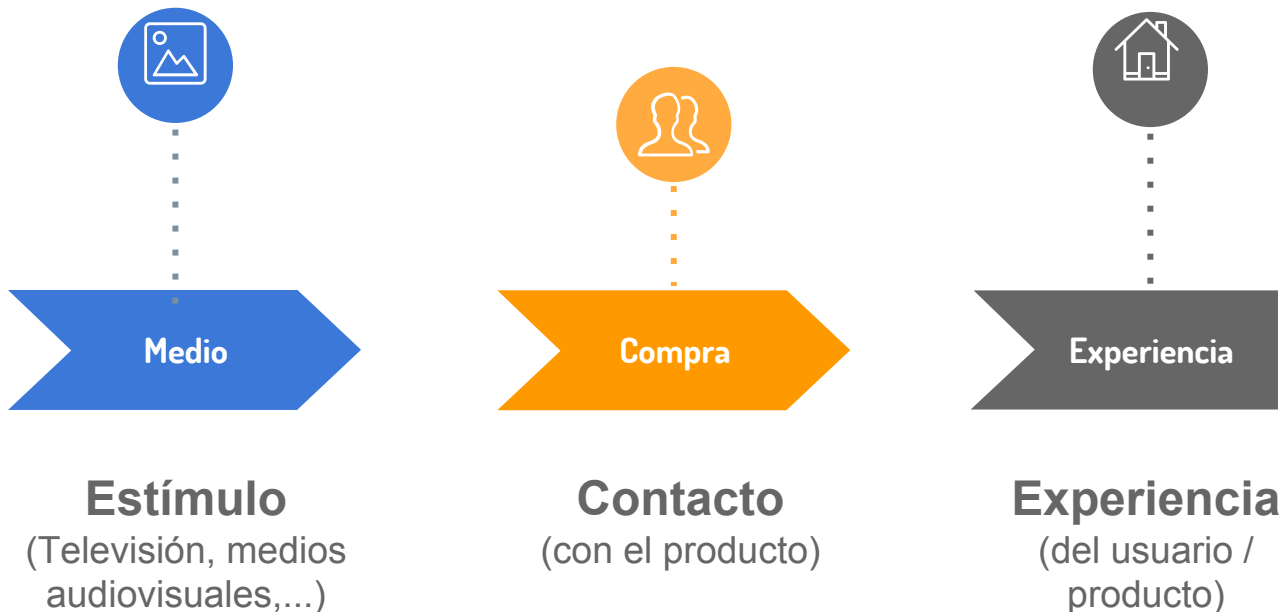 Medio
Compra
Experiencia
Estímulo
(Televisión, medios
audiovisuales,...)
Contacto
(con el producto)
Experiencia
(del usuario /
producto)